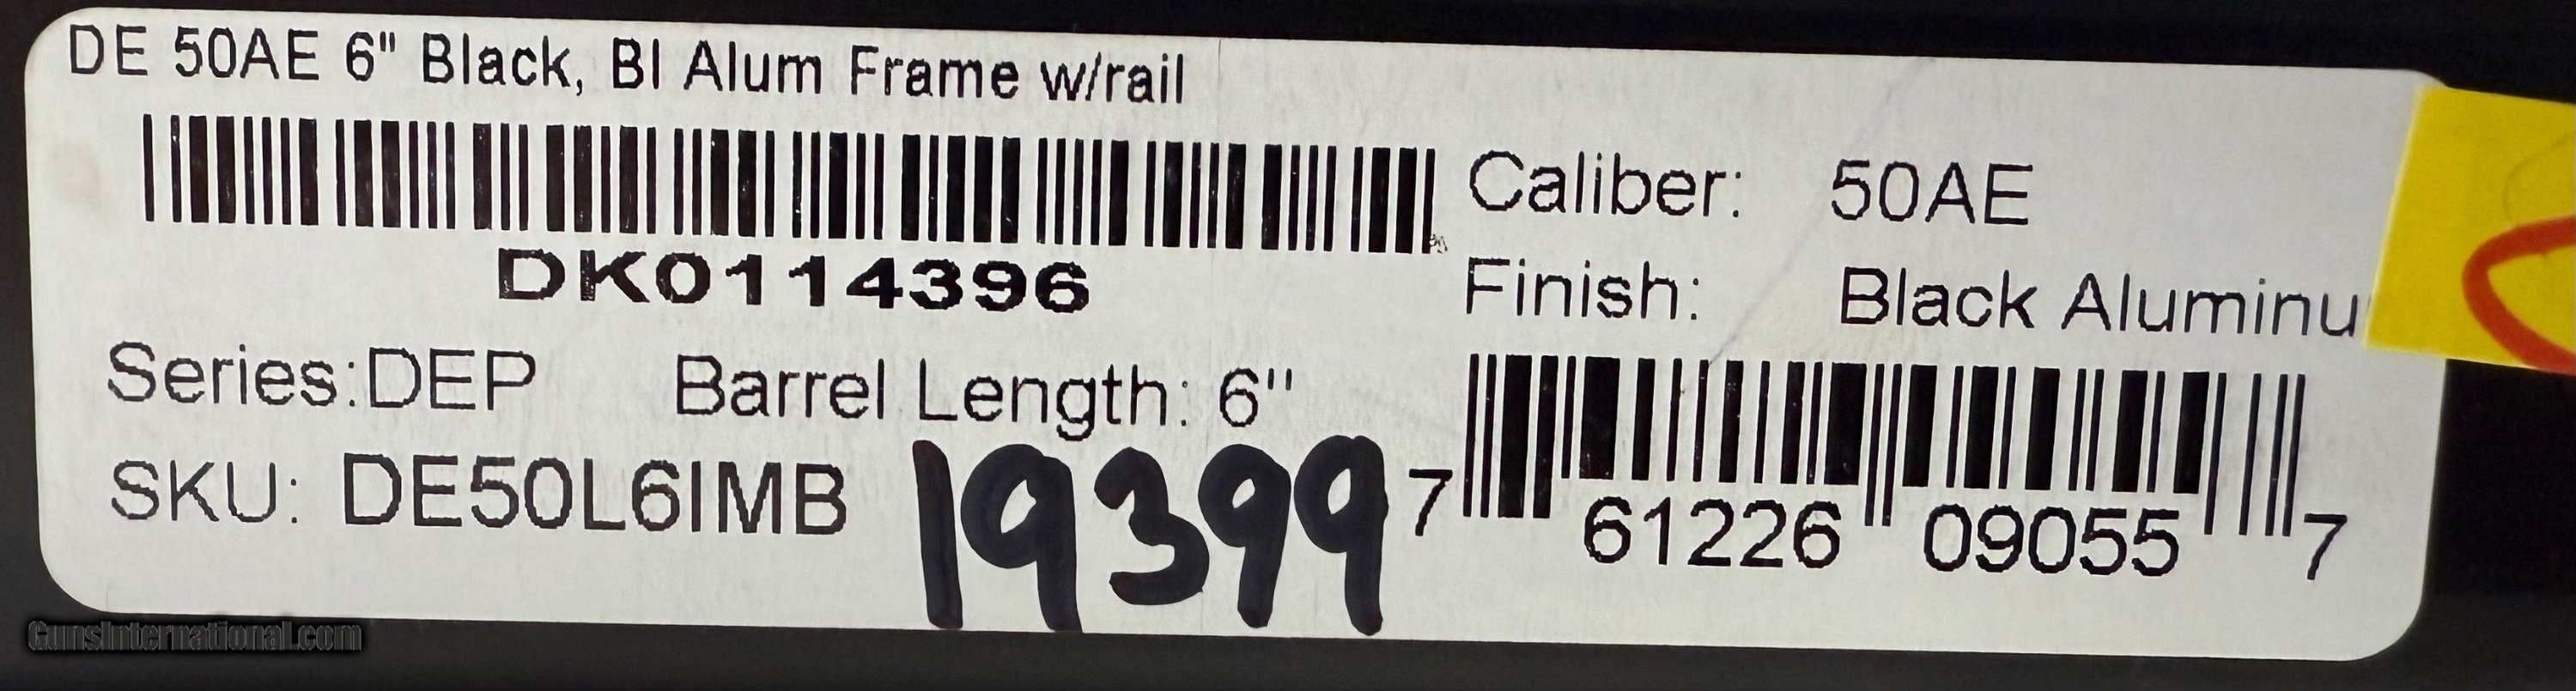 DE 50AE 6" Black, Bl Alum Frame w/rail
DK0114396
Caliber: 50AE
Finish: Black Aluminu
Series:DEP Barrel Length: 6"
SKU: DE50L6IMB
19399
7 61226 09055 7
GunsInternational.com